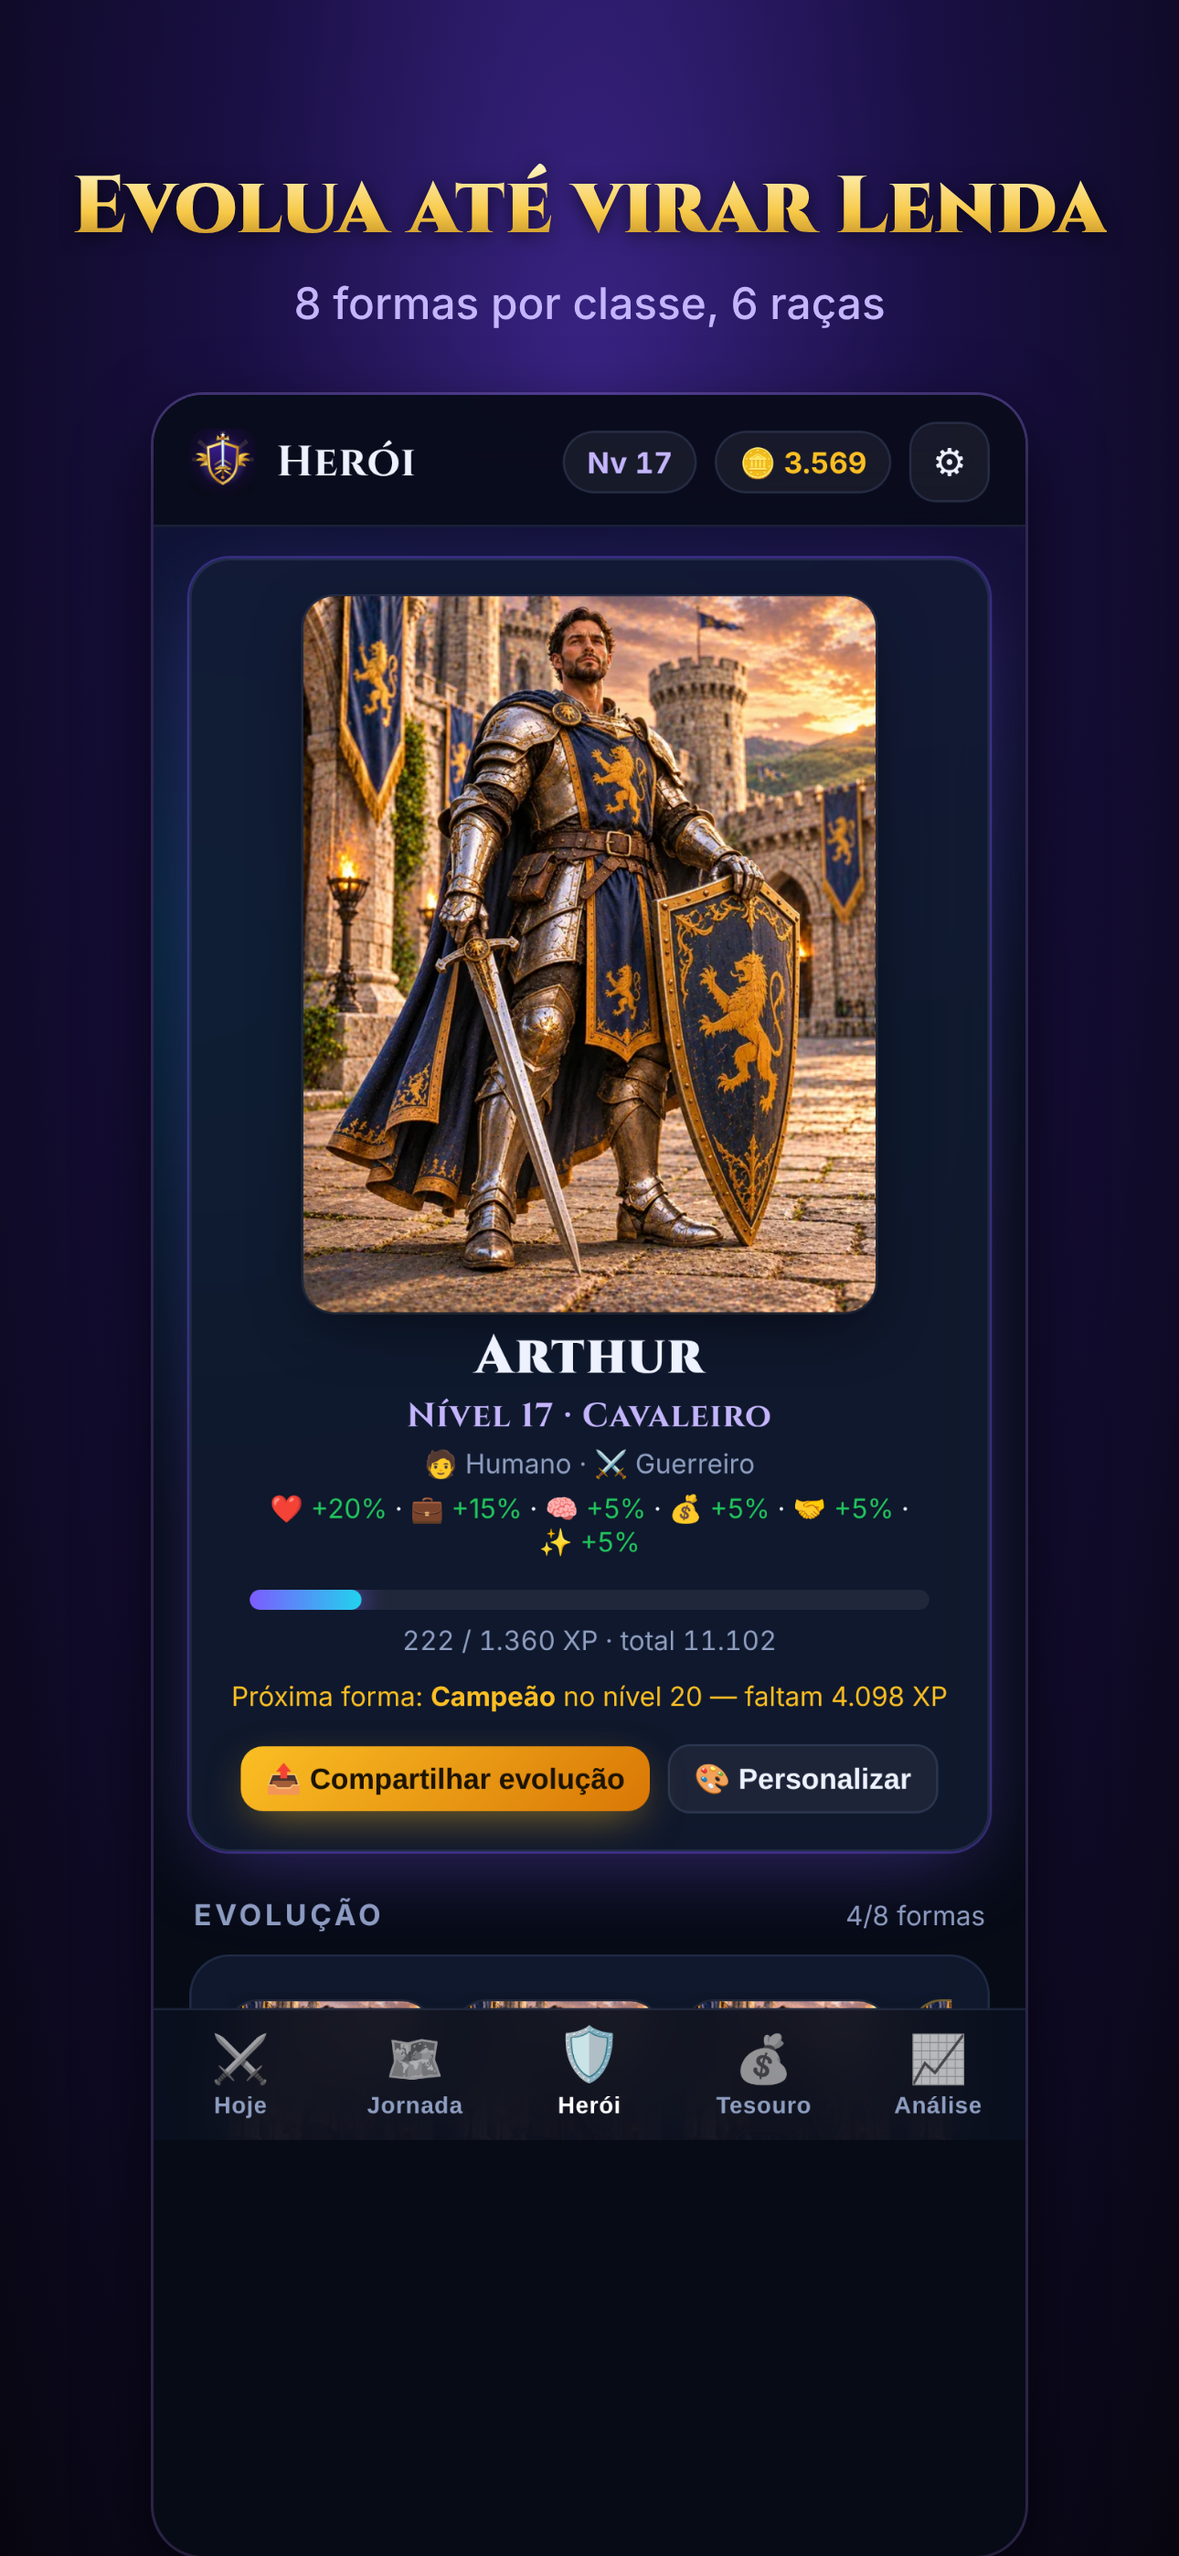 Evolua até virar Lenda
8 formas por classe, 6 raças
Herói
Nv 17
🪙 3.569
⚙
Arthur
Nível 17 · Cavaleiro
🧑 Humano · ⚔️ Guerreiro
❤️ +20% · 💼 +15% · 🧠 +5% · 💰 +5% · 🤝 +5% ·
✨ +5%
222 / 1.360 XP · total 11.102
Próxima forma: Campeão no nível 20 — faltam 4.098 XP
📤 Compartilhar evolução
🎨 Personalizar
EVOLUÇÃO
4/8 formas
Hoje
Jornada
Herói
Tesouro
Análise